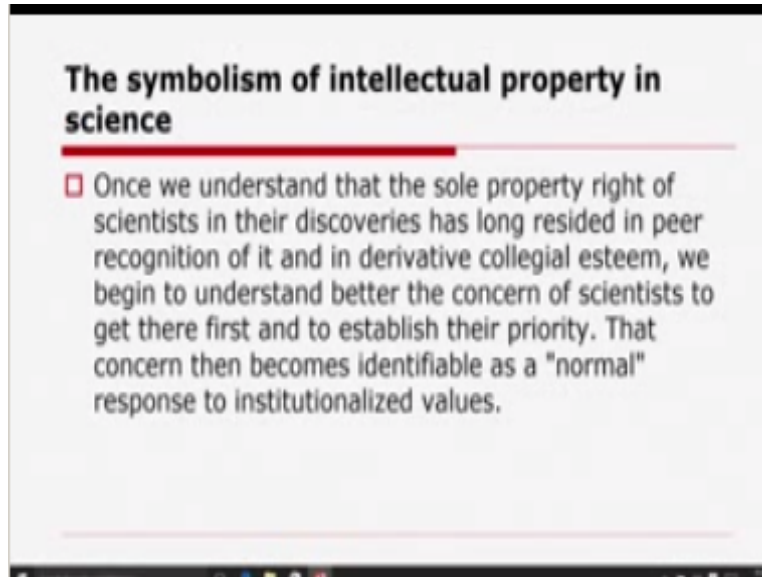 The symbolism of intellectual property in
science
Once we understand that the sole property right of
scientists in their discoveries has long resided in peer
recognition of it and in derivative collegial esteem, we
begin to understand better the concern of scientists to
get there first and to establish their priority. That
concern then becomes identifiable as a "normal"
response to institutionalized values.